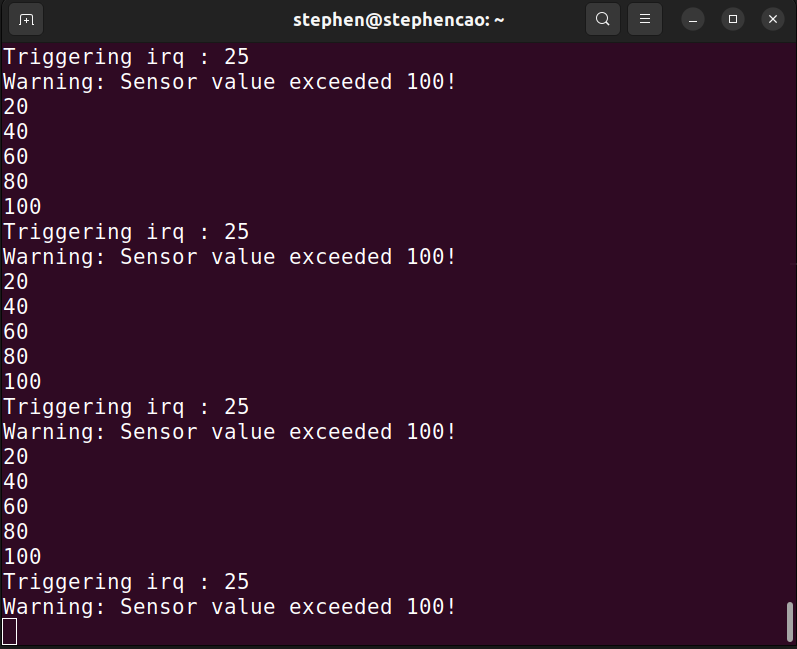 stephen@stephencao: ~
Triggering irq : 25
Warning: Sensor value exceeded 100!
20
40
60
80
100
Triggering irq : 25
Warning: Sensor value exceeded 100!
20
40
60
80
100
Triggering irq : 25
Warning: Sensor value exceeded 100!
20
40
60
80
100
Triggering irq : 25
Warning: Sensor value exceeded 100!